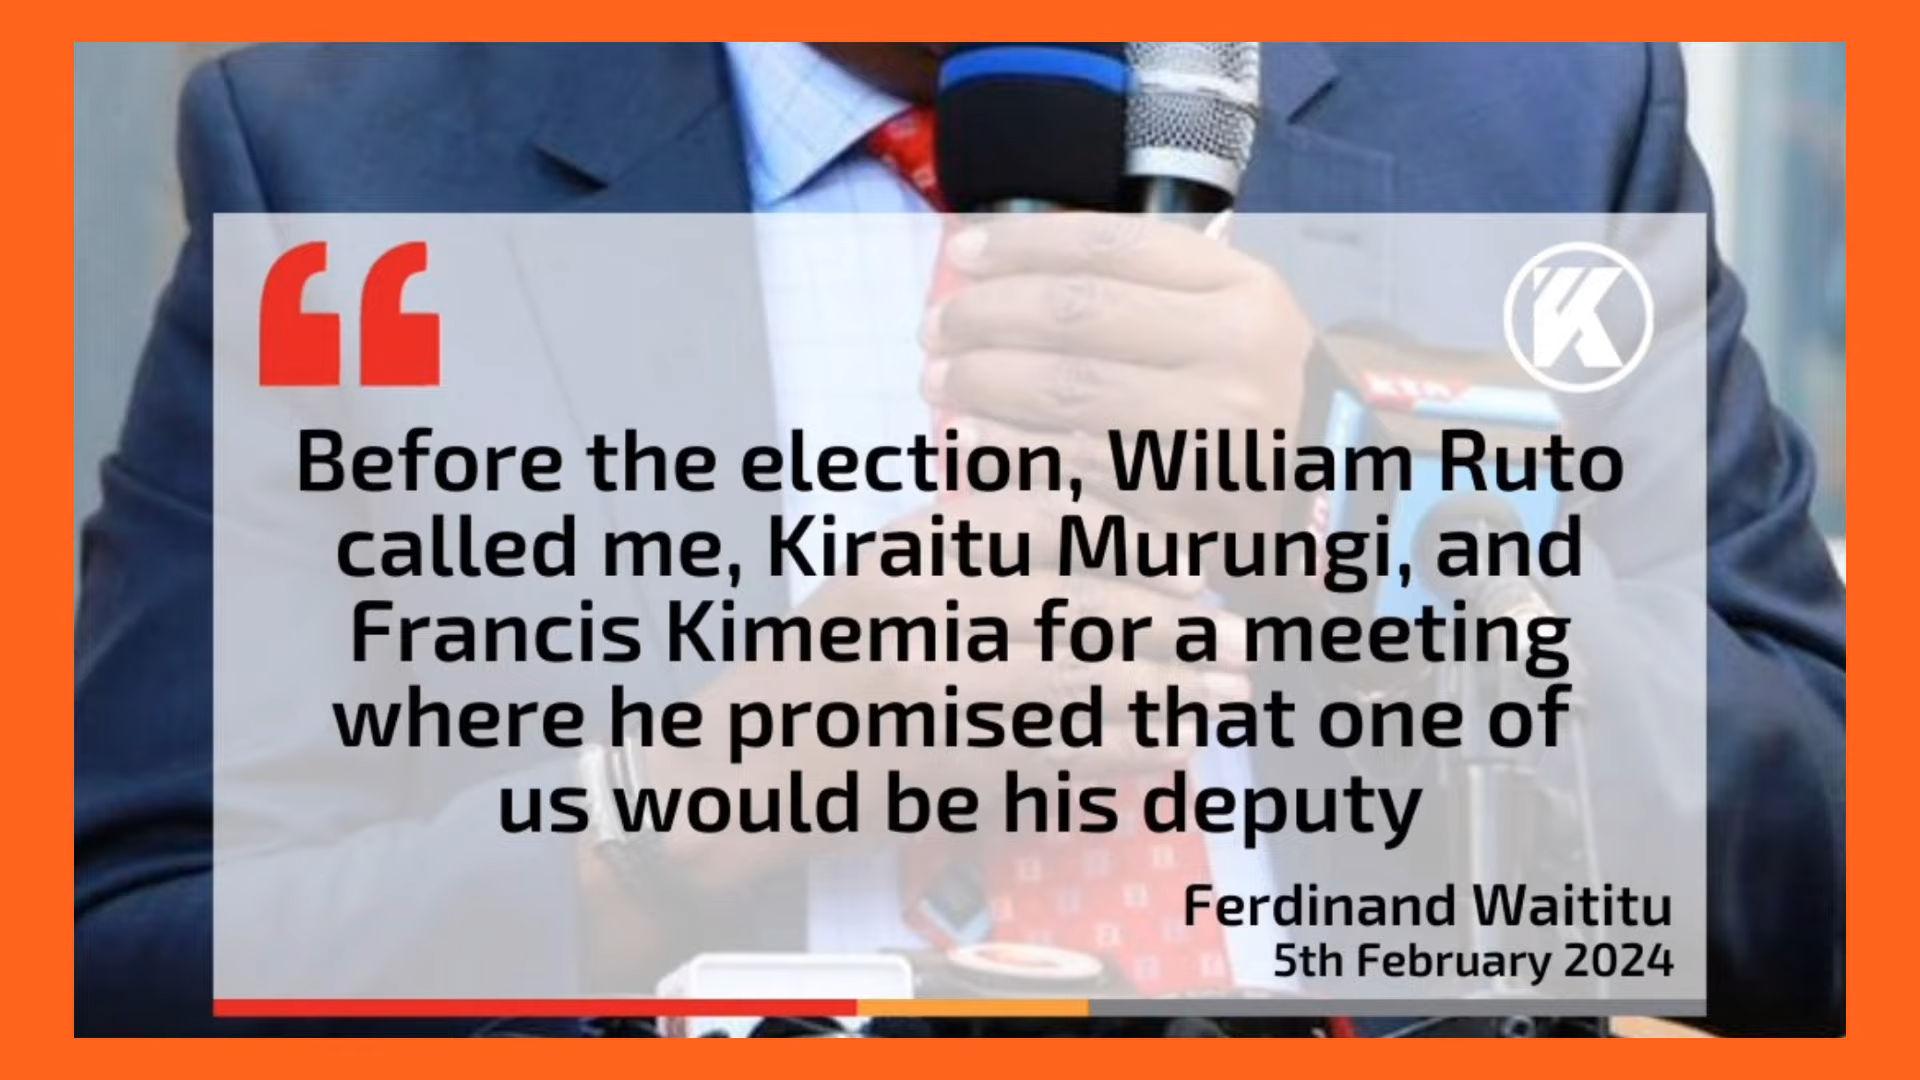 Before the election, William Ruto
called me, Kiraitu Murungi, and
Francis Kimemia for a meeting
where he promised that one of
us would be his deputy
Ferdinand Waititu
5th February 2024